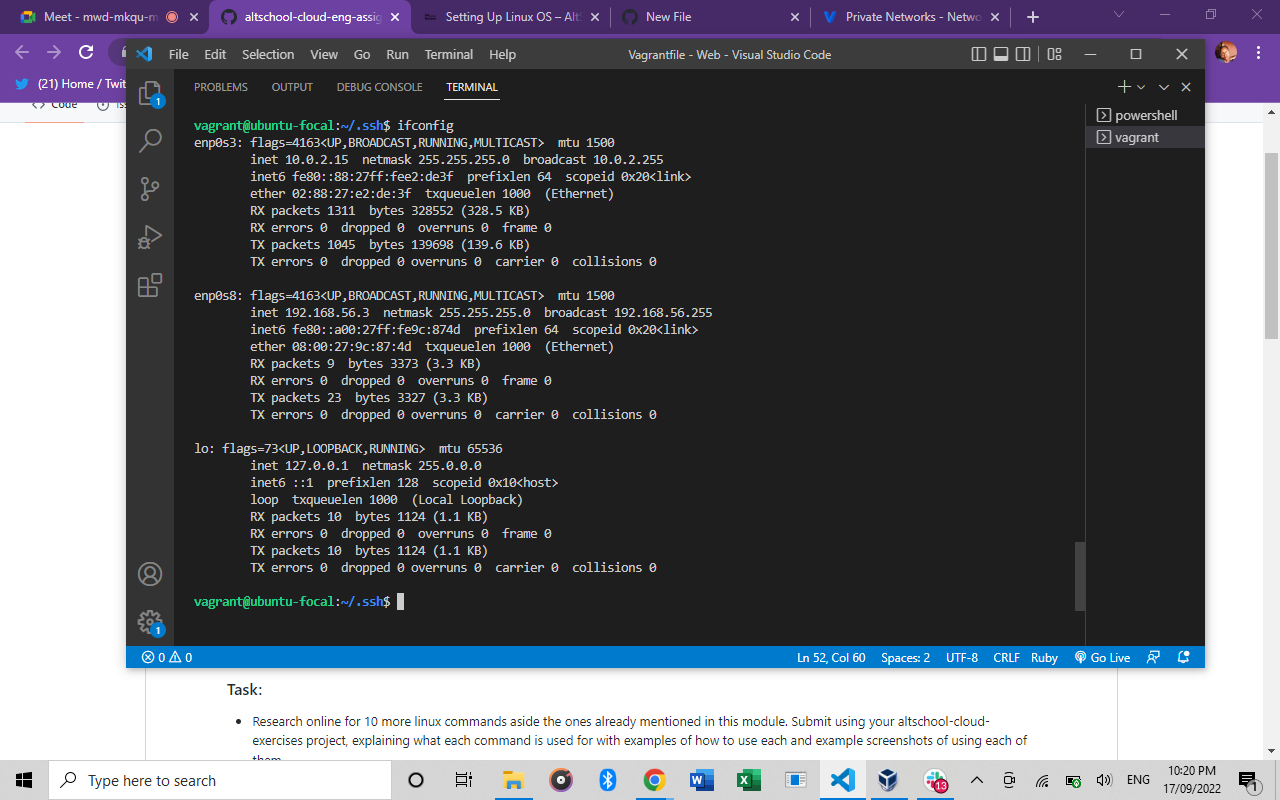 Meet - mwd-mkqu-m
altschool-cloud-eng-assig
Setting Up Linux OS – Alt
New File
Private Networks - Netwo
(21) Home / Twit
File Edit Selection View Go Run Terminal Help
Vagrantfile - Web - Visual Studio Code
Code
PROBLEMS OUTPUT DEBUG CONSOLE TERMINAL
powershell
vagrant
vagrant@ubuntu-focal:~/.ssh$ ifconfig
enp0s3: flags=4163<UP,BROADCAST,RUNNING,MULTICAST> mtu 1500
inet 10.0.2.15 netmask 255.255.255.0 broadcast 10.0.2.255
inet6 fe80::88:27ff:fee2:de3f prefixlen 64 scopeid 0x20<link>
ether 02:88:27:e2:de:3f txqueuelen 1000 (Ethernet)
RX packets 1311 bytes 328552 (328.5 KB)
RX errors 0 dropped 0 overruns 0 frame 0
TX packets 1045 bytes 139698 (139.6 KB)
TX errors 0 dropped 0 overruns 0 carrier 0 collisions 0
enp0s8: flags=4163<UP,BROADCAST,RUNNING,MULTICAST> mtu 1500
inet 192.168.56.3 netmask 255.255.255.0 broadcast 192.168.56.255
inet6 fe80::a00:27ff:fe9c:874d prefixlen 64 scopeid 0x20<link>
ether 08:00:27:9c:87:4d txqueuelen 1000 (Ethernet)
RX packets 9 bytes 3373 (3.3 KB)
RX errors 0 dropped 0 overruns 0 frame 0
TX packets 23 bytes 3327 (3.3 KB)
TX errors 0 dropped 0 overruns 0 carrier 0 collisions 0
lo: flags=73<UP,LOOPBACK,RUNNING> mtu 65536
inet 127.0.0.1 netmask 255.0.0.0
inet6 ::1 prefixlen 128 scopeid 0x10<host>
loop txqueuelen 1000 (Local Loopback)
RX packets 10 bytes 1124 (1.1 KB)
RX errors 0 dropped 0 overruns 0 frame 0
TX packets 10 bytes 1124 (1.1 KB)
TX errors 0 dropped 0 overruns 0 carrier 0 collisions 0
vagrant@ubuntu-focal:~/.ssh$
1
1
0 0
Ln 52, Col 60 Spaces: 2 UTF-8 CRLF Ruby Go Live
Task:
Research online for 10 more linux commands aside the ones already mentioned in this module. Submit using your altschool-cloud-
exercises project, explaining what each command is used for with examples of how to use each and example screenshots of using each of
them
Type here to search
13
ENG
10:20 PM
17/09/2022
1